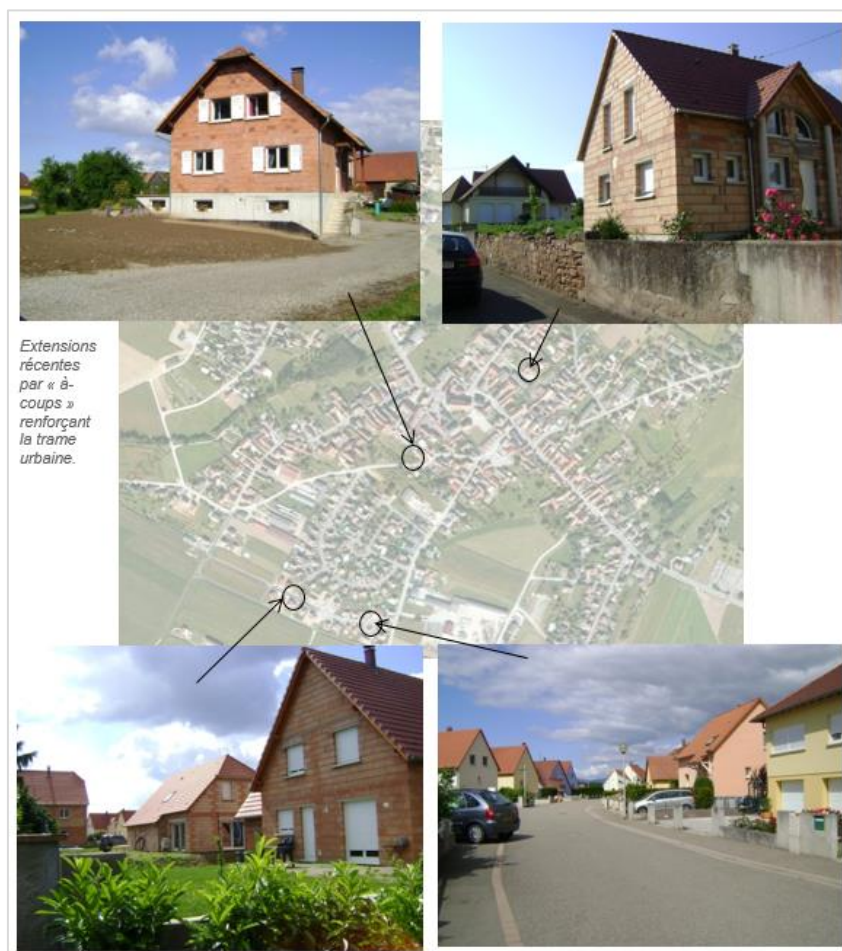 Extensions
récentes
par « à-
coups »
renforçant
la trame
urbaine.